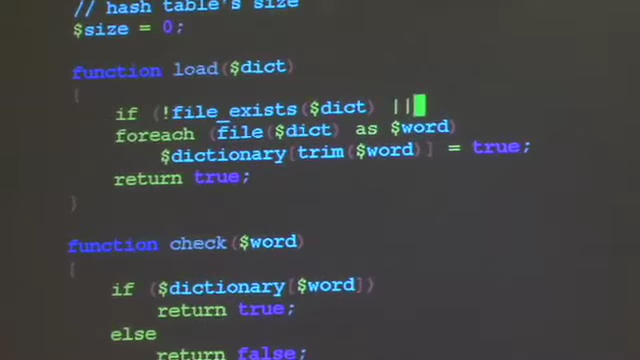 // hash table's size
$size = 0;
function load($dict)
{
if (!file_exists($dict) ||
foreach (file($dict) as $word)
$dictionary[trim($word)] = true;
return true;
}
function check($word)
{
if ($dictionary[$word])
return true;
else
return false;